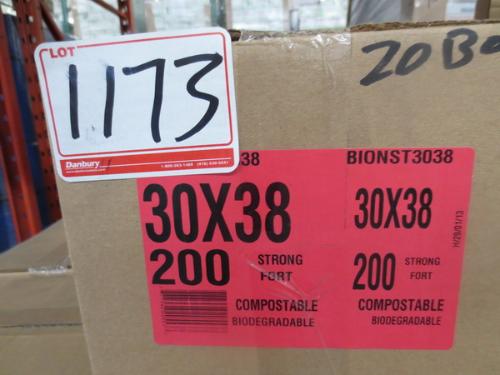 LOT
1173
Danbury
20 Bo
38
BIONST3038
30X38
30X38
200 STRONG FORT
200 STRONG FORT
COMPOSTABLE
COMPOSTABLE
BIODEGRADABLE
BIODEGRADABLE